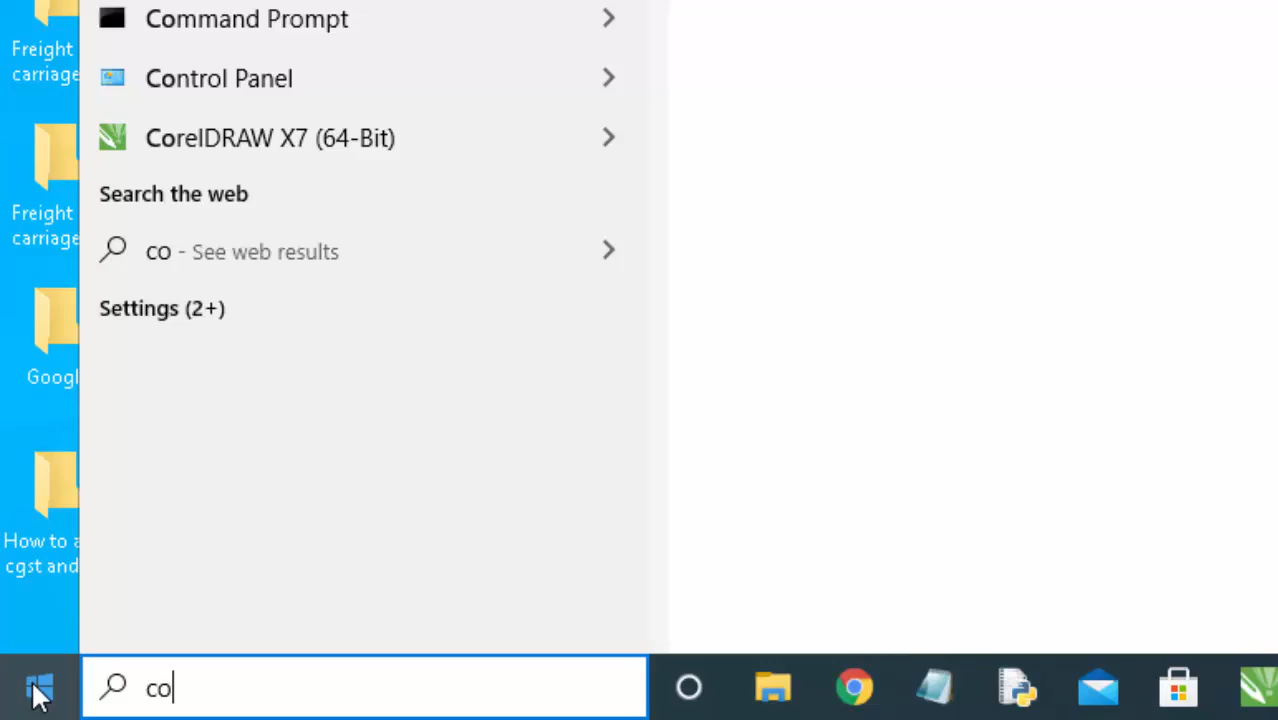 Freight
carriage
Freight
carriage
Googl
How to a
cgst and
Command Prompt
Control Panel
CorelDRAW X7 (64-Bit)
Search the web
co - See web results
Settings (2+)
co